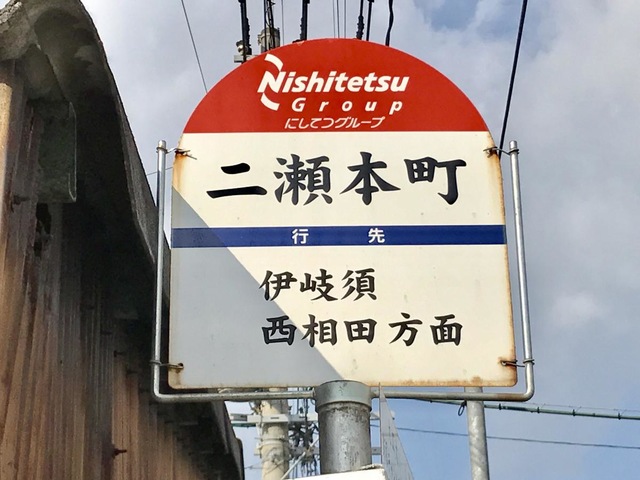 Nishitetsu
Group
にしてつグループ
二瀬本町
行先
伊岐須
西相田方面